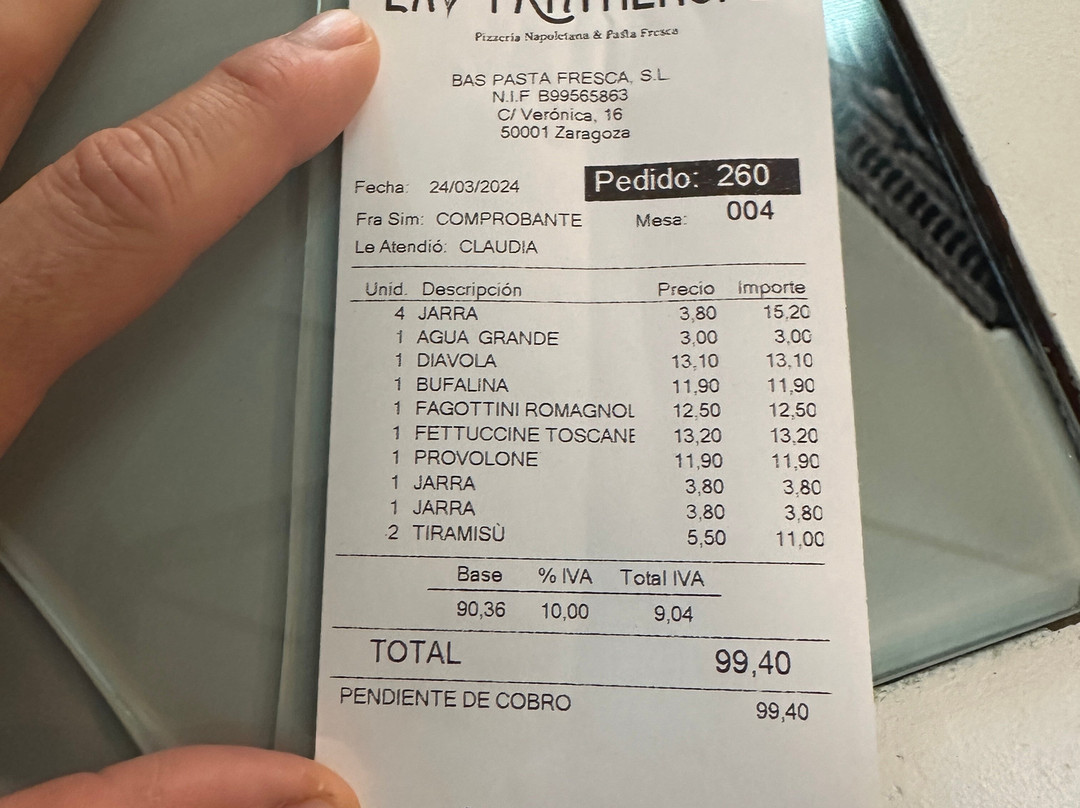 Pizzeria Napoletana & Pasta Fresca
BAS PASTA FRESCA, S.L.
N.I.F B99565863
C/ Verónica, 16
50001 Zaragoza
Pedido: 260
Fecha: 24/03/2024
Mesa: 004
Fra Sim: COMPROBANTE
Le Atendió: CLAUDIA
Unid. Descripción Precio Importe
4 JARRA 3,80 15,20
1 AGUA GRANDE 3,00 3,00
1 DIAVOLA 13,10 13,10
1 BUFALINA 11,90 11,90
1 FAGOTTINI ROMAGNOL 12,50 12,50
1 FETTUCCINE TOSCANE 13,20 13,20
1 PROVOLONE 11,90 11,90
1 JARRA 3,80 3,80
1 JARRA 3,80 3,80
2 TIRAMISÙ 5,50 11,00
Base % IVA Total IVA
90,36 10,00 9,04
TOTAL 99,40
PENDIENTE DE COBRO 99,40